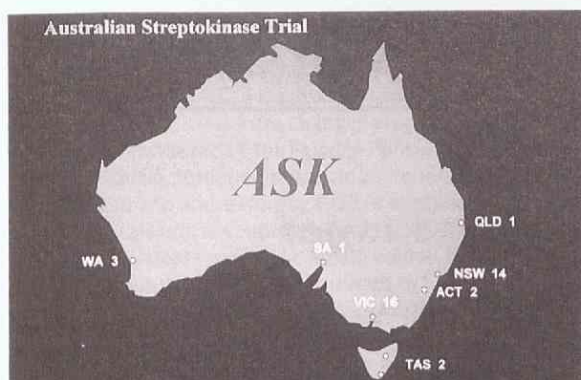 Australian Streptokinase Trial
ASK
QLD 1
SA 1
WA 3
NSW 14
ACT 2
VIC 16
TAS 2